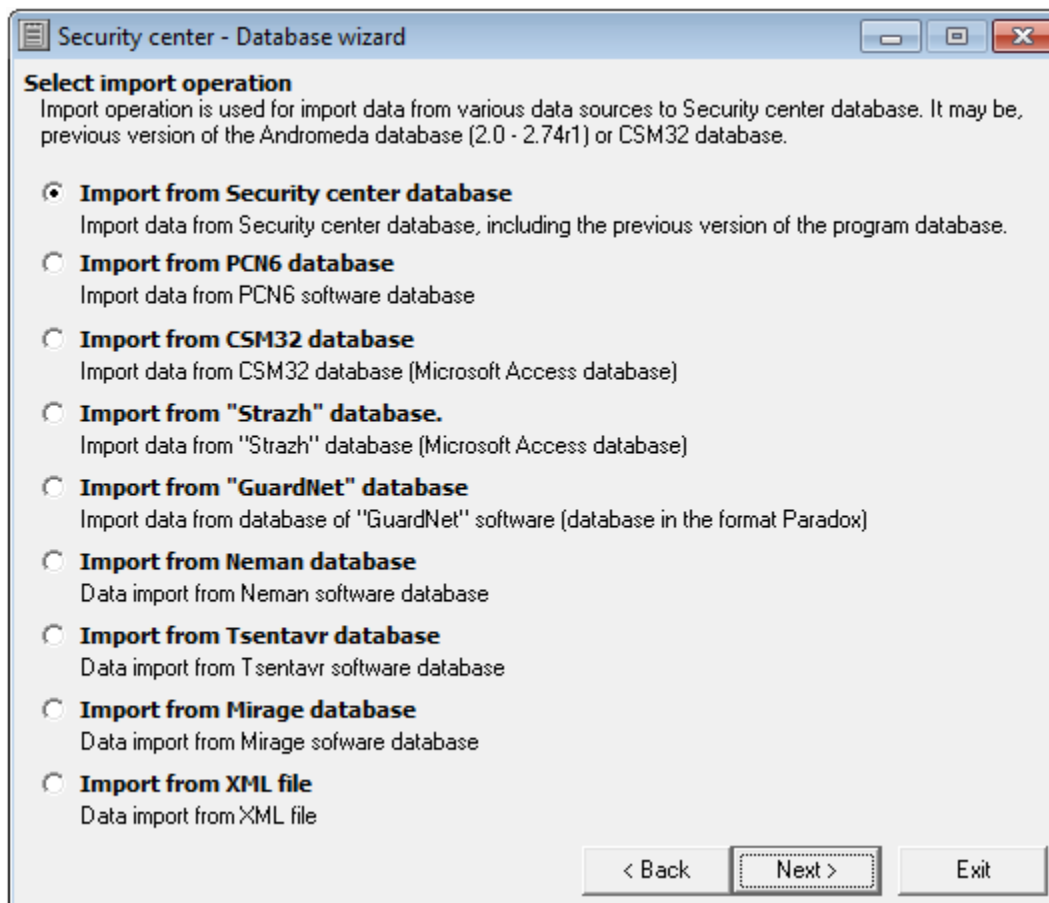 Security center - Database wizard
Select import operation
Import operation is used for import data from various data sources to Security center database. It may be,
previous version of the Andromeda database (2.0 - 2.74r1) or CSM32 database.
Import from Security center database
Import data from Security center database, including the previous version of the program database.
Import from PCN6 database
Import data from PCN6 software database
Import from CSM32 database
Import data from CSM32 database (Microsoft Access database)
Import from "Strazh" database.
Import data from "Strazh" database (Microsoft Access database)
Import from "GuardNet" database
Import data from database of "GuardNet" software (database in the format Paradox)
Import from Neman database
Data import from Neman software database
Import from Tsentavr database
Data import from Tsentavr software database
Import from Mirage database
Data import from Mirage sofware database
Import from XML file
Data import from XML file
< Back Next > Exit